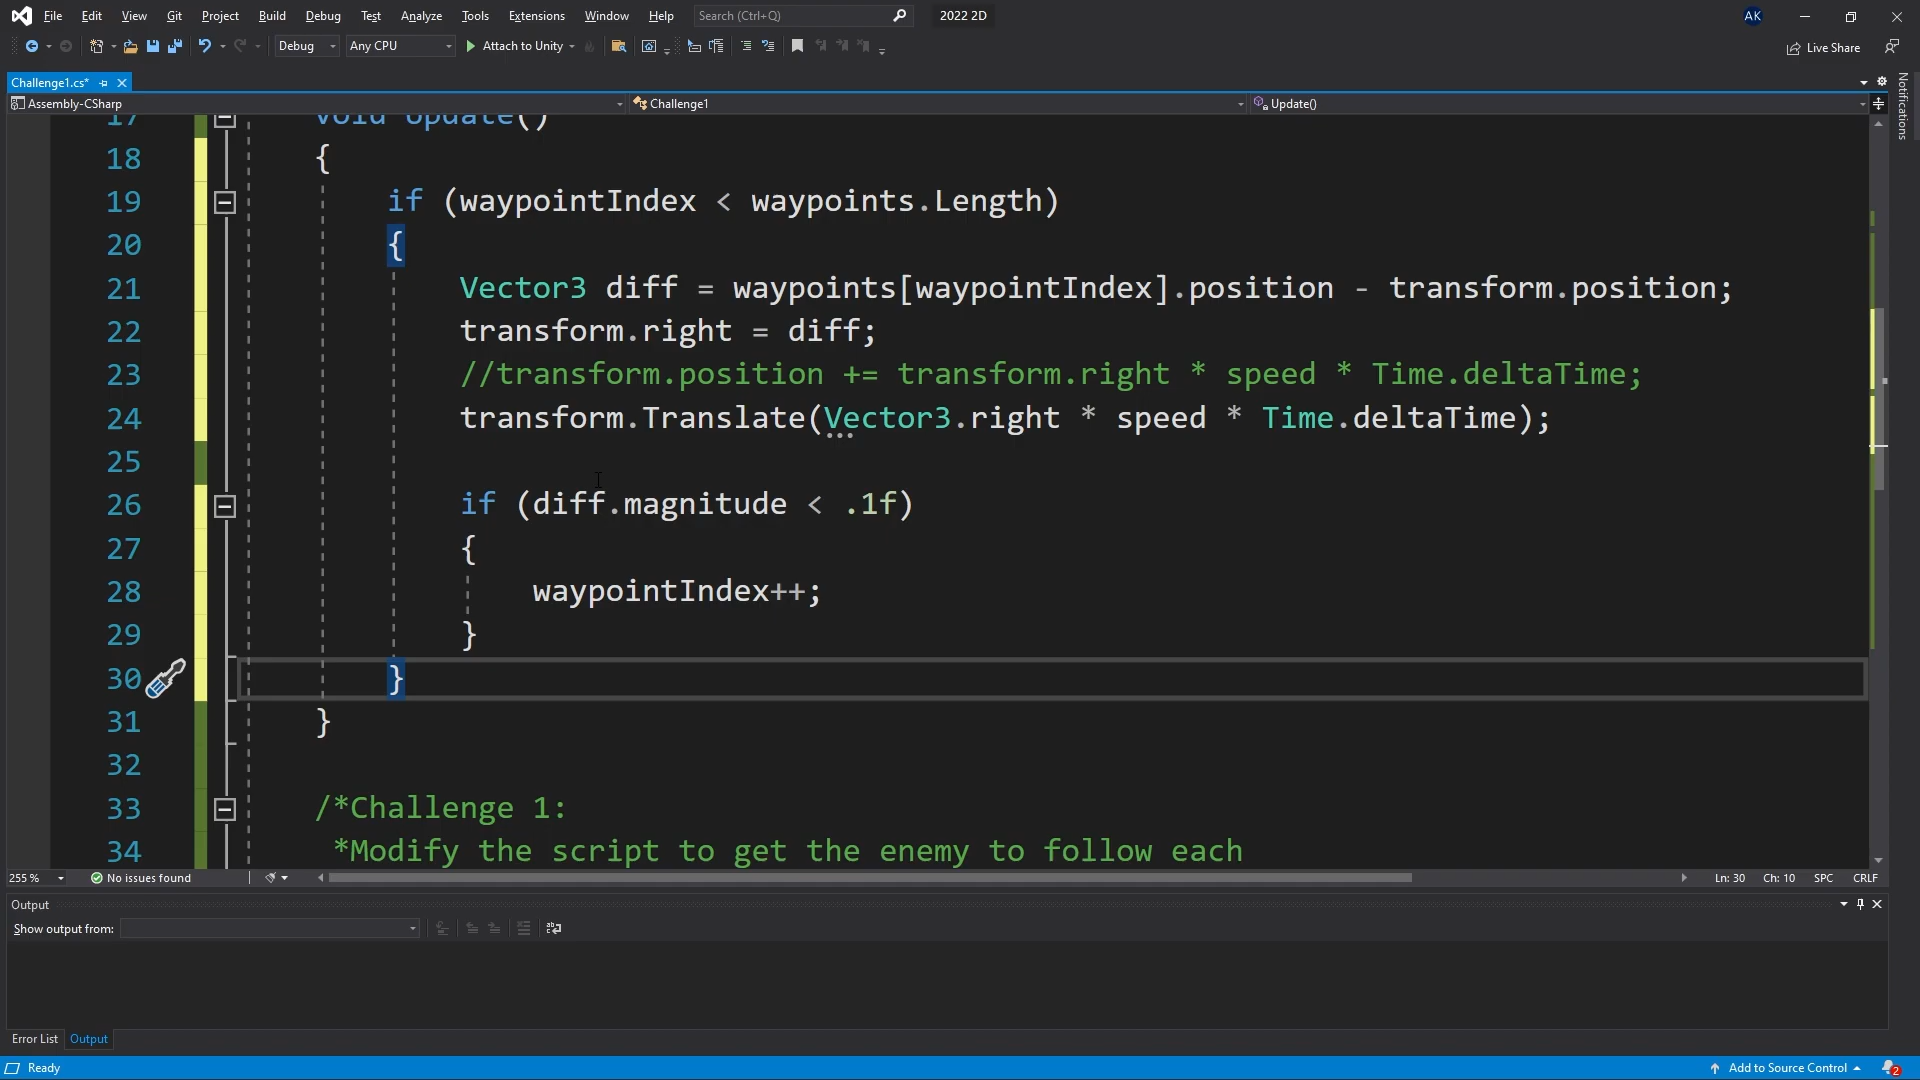 File Edit View Git Project Build Debug Test Analyze Tools Extensions Window Help Search (Ctrl+Q) 2022 2D AK
Debug Any CPU Attach to Unity Live Share
Challenge1.cs*
Notifications
Assembly-CSharp Challenge1 Update()
17 void Update()
18 {
19 if (waypointIndex < waypoints.Length)
20 {
21 Vector3 diff = waypoints[waypointIndex].position - transform.position;
22 transform.right = diff;
23 //transform.position += transform.right * speed * Time.deltaTime;
24 transform.Translate(Vector3.right * speed * Time.deltaTime);
25
26 if (diff.magnitude < .1f)
27 {
28 waypointIndex++;
29 }
30 }
31 }
32
33 /*Challenge 1:
34 *Modify the script to get the enemy to follow each
255 % No issues found Ln: 30 Ch: 10 SPC CRLF
Output
Show output from:
Error List Output
Ready Add to Source Control 2